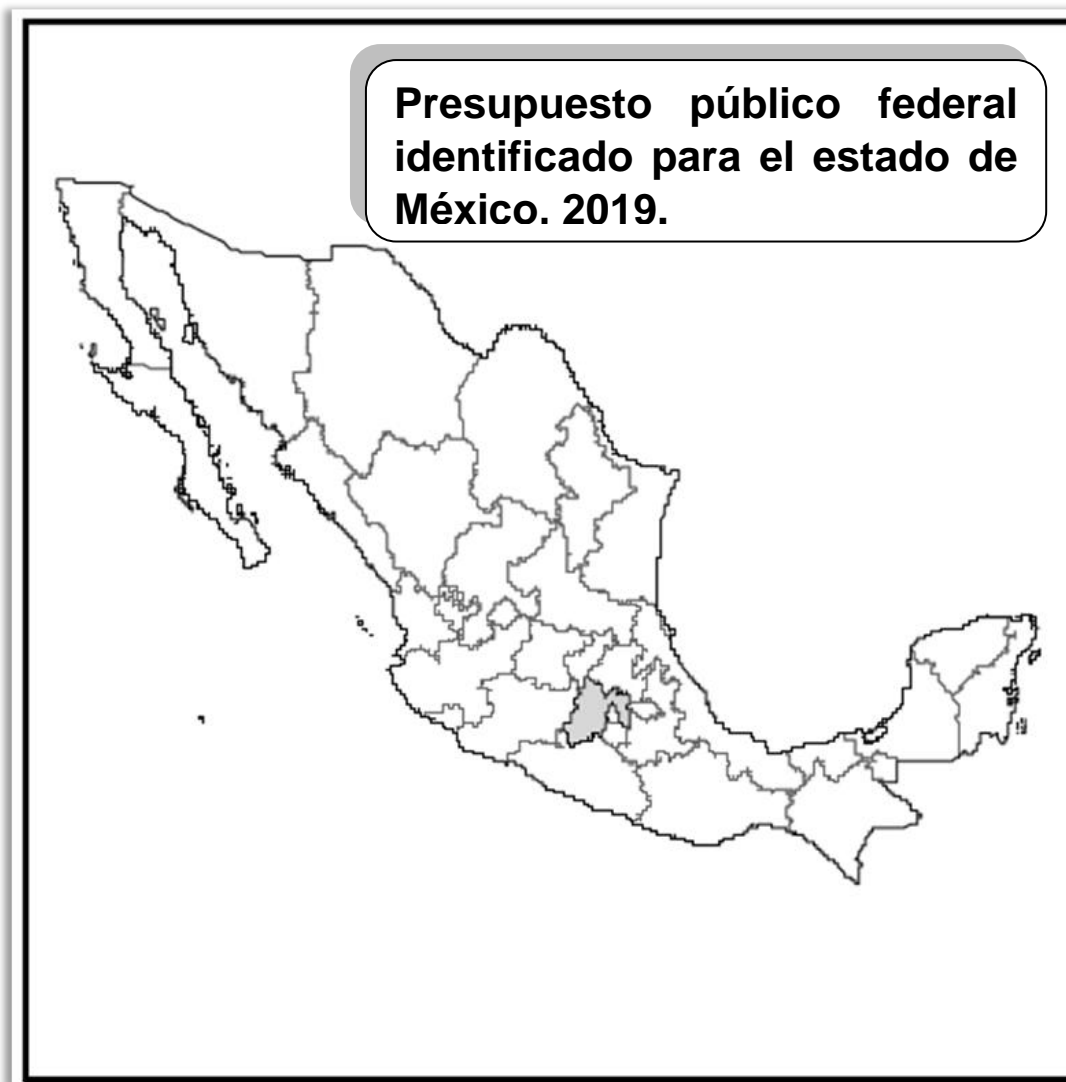 Presupuesto público federal
identificado para el estado de
México. 2019.